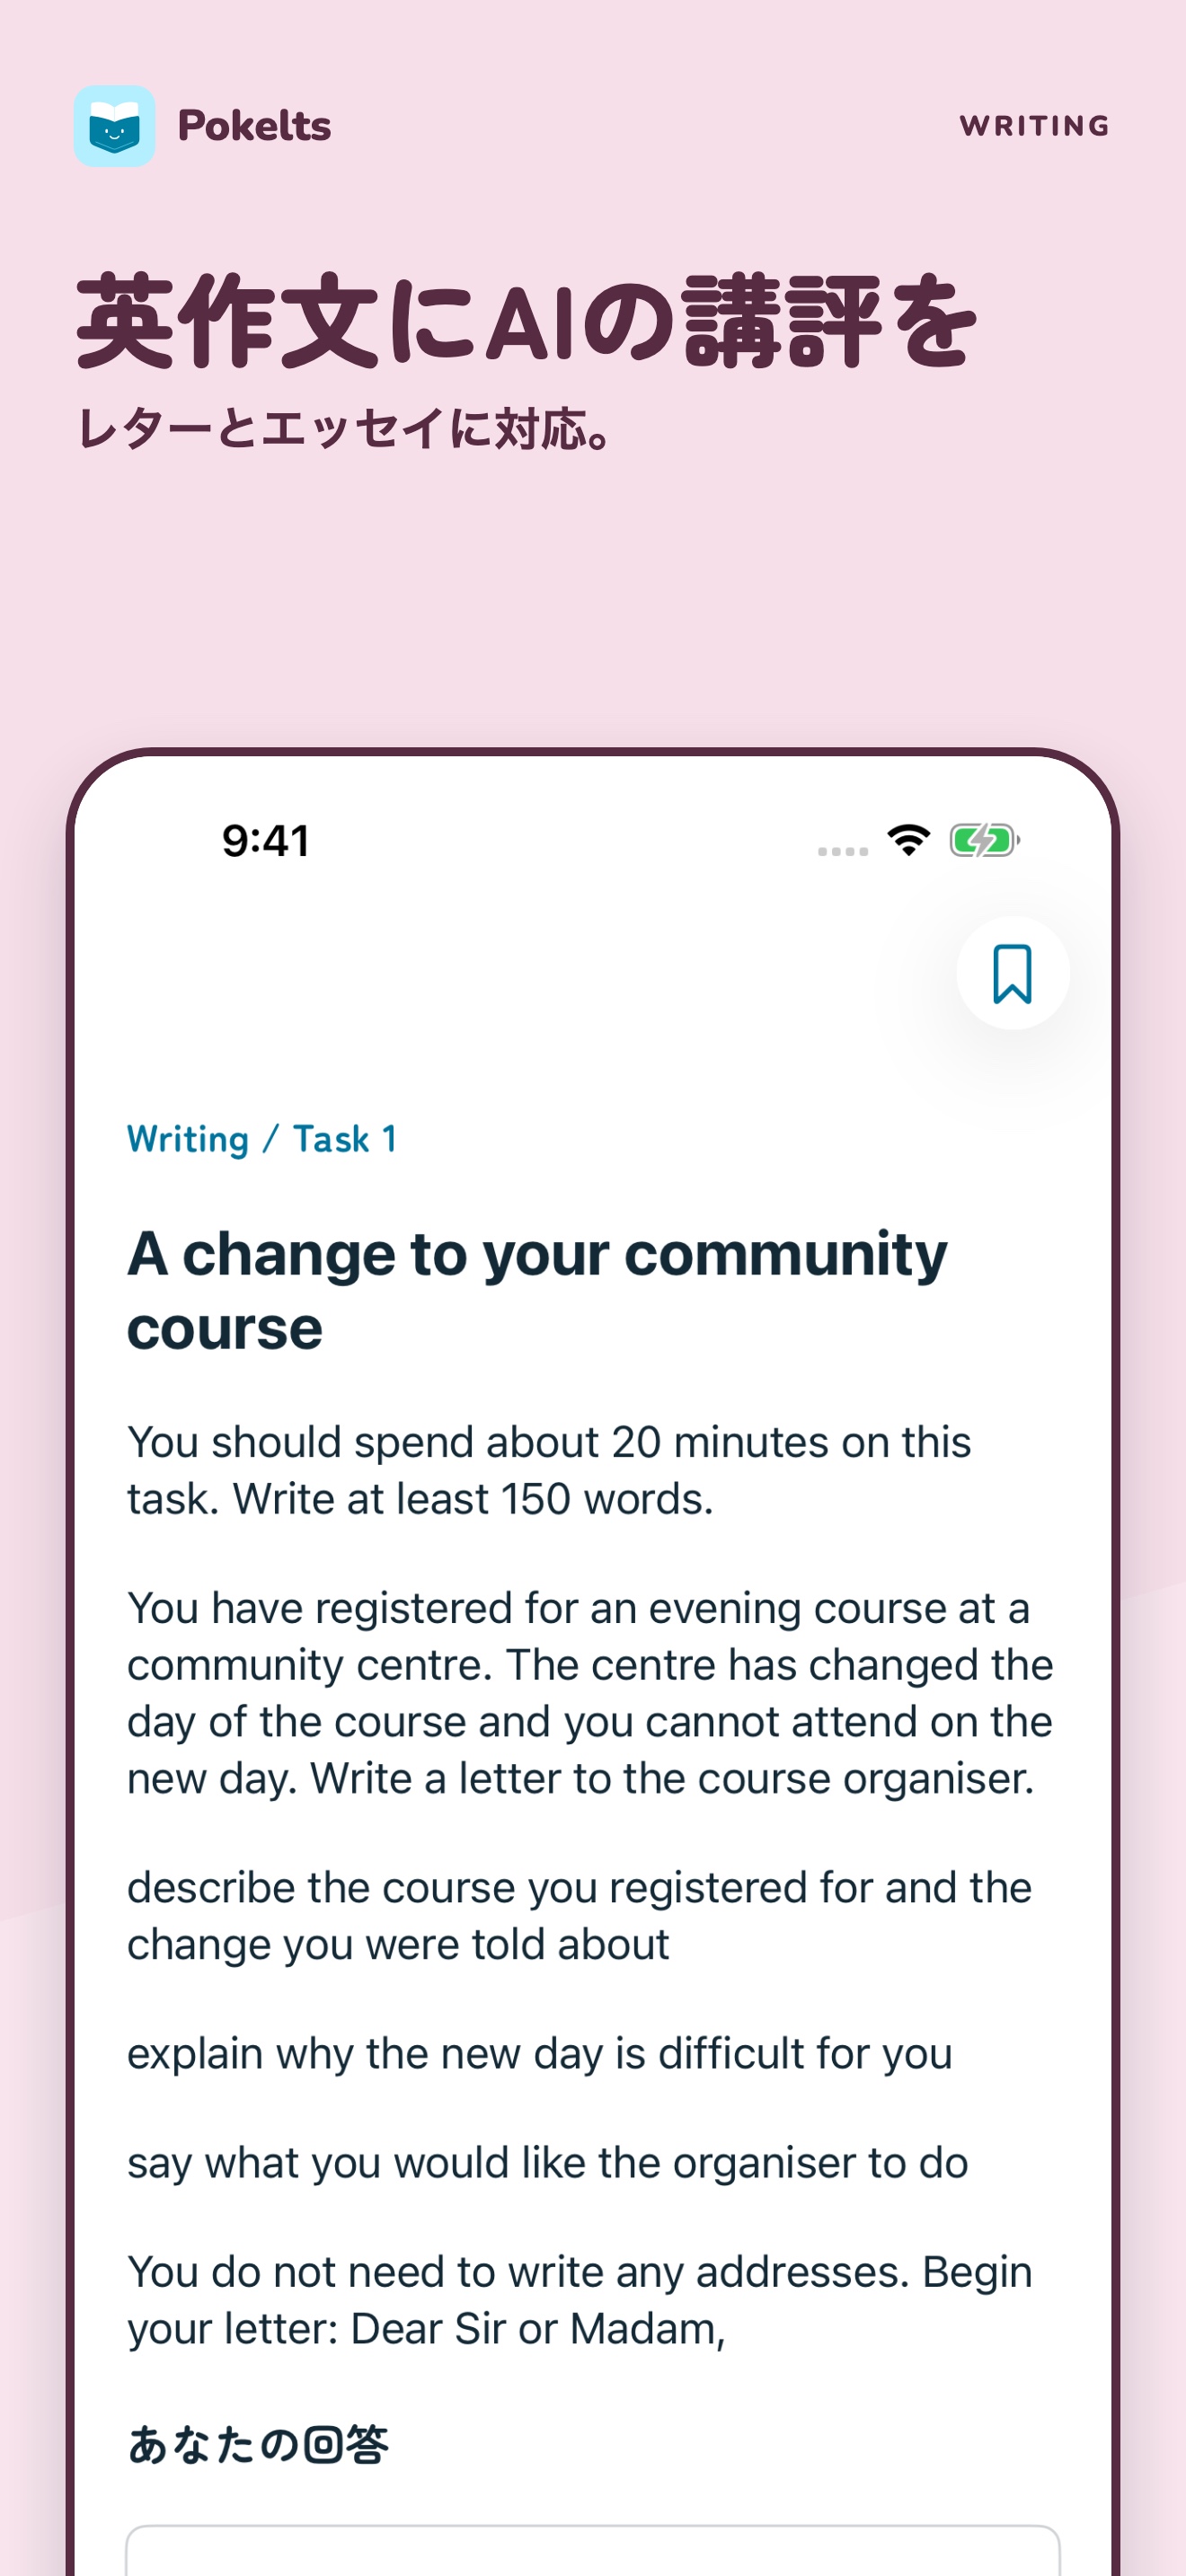 Pokelts
WRITING
英作文にAIの講評を
レターとエッセイに対応。
9:41
Writing / Task 1
A change to your community
course
You should spend about 20 minutes on this
task. Write at least 150 words.
You have registered for an evening course at a
community centre. The centre has changed the
day of the course and you cannot attend on the
new day. Write a letter to the course organiser.
describe the course you registered for and the
change you were told about
explain why the new day is difficult for you
say what you would like the organiser to do
You do not need to write any addresses. Begin
your letter: Dear Sir or Madam,
あなたの回答